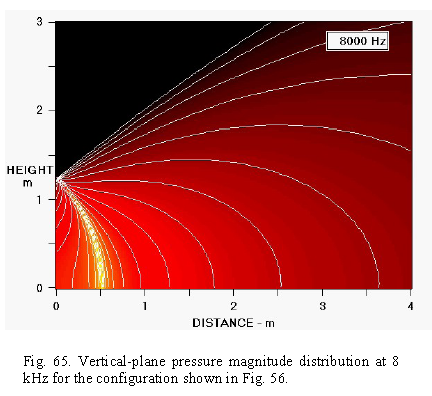 3
8000 Hz
2
HEIGHT
m
1
0
0 1 2 3 4
DISTANCE - m
Fig. 65. Vertical-plane pressure magnitude distribution at 8
kHz for the configuration shown in Fig. 56.